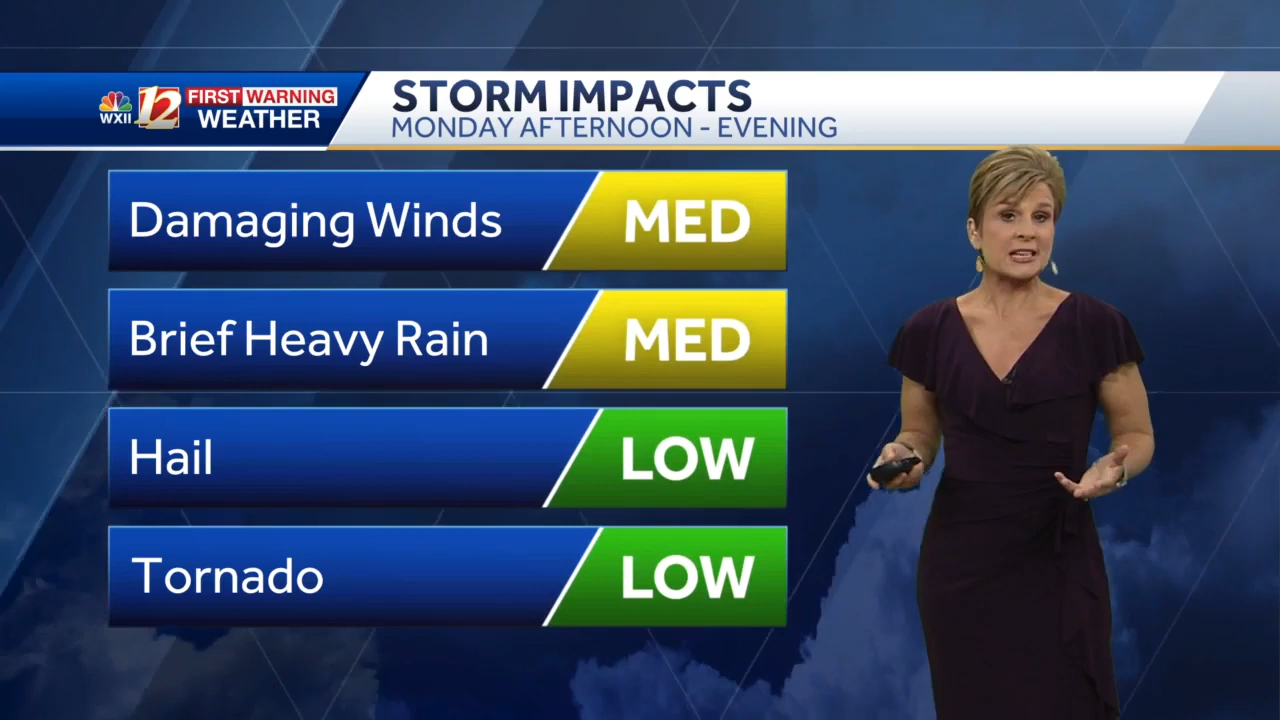 WXII 12 FIRST WARNING
WEATHER
STORM IMPACTS
MONDAY AFTERNOON - EVENING
Damaging Winds MED
Brief Heavy Rain MED
Hail LOW
Tornado LOW